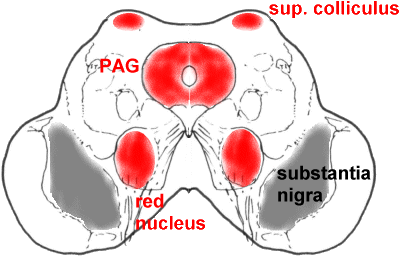 sup. colliculus
PAG
substantia
nigra
red
nucleus